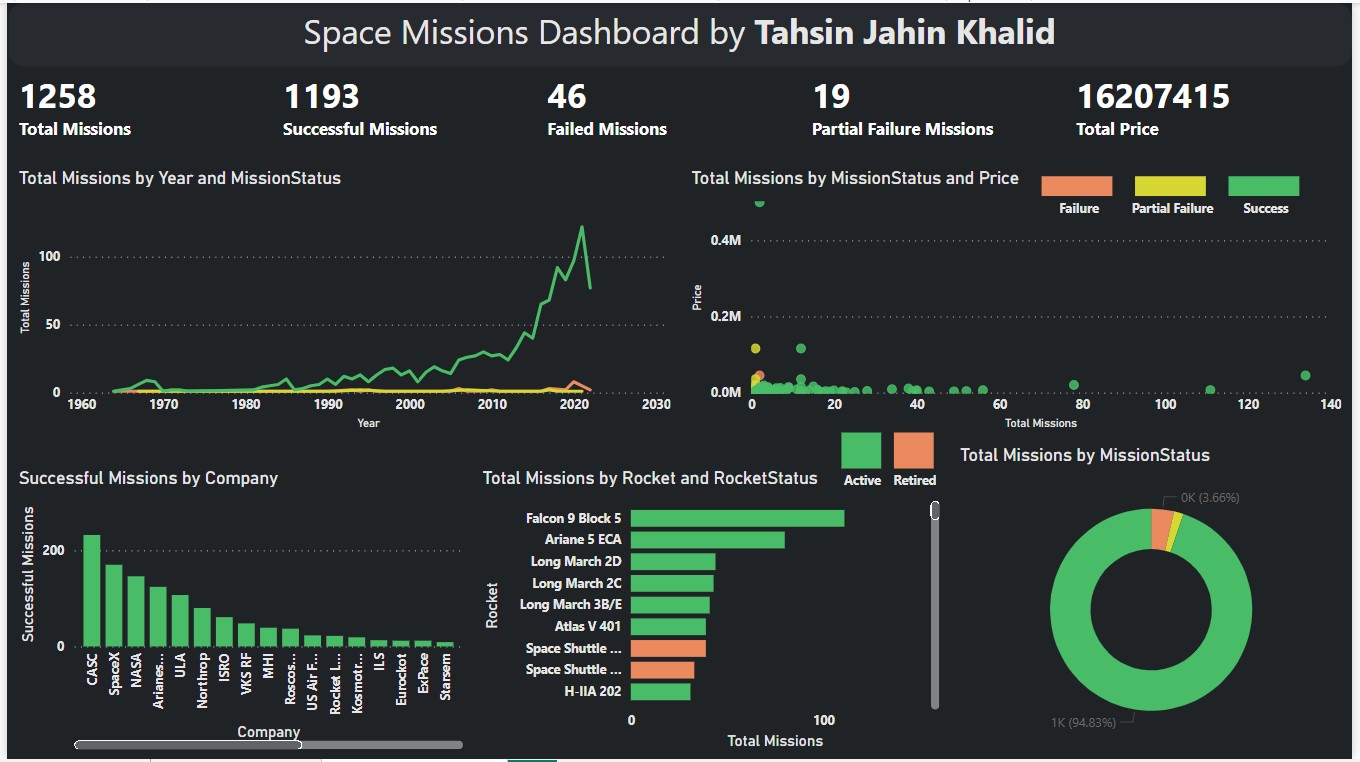 Space Missions Dashboard by Tahsin Jahin Khalid
1258
Total Missions
1193
Successful Missions
46
Failed Missions
19
Partial Failure Missions
16207415
Total Price
Total Missions by Year and MissionStatus
Total Missions
100
50
0
1960 1970 1980 1990 2000 2010 2020 2030
Year
Total Missions by MissionStatus and Price
Failure Partial Failure Success
Price
0.4M
0.2M
0.0M
0 20 40 60 80 100 120 140
Total Missions
Successful Missions by Company
Successful Missions
200
0
CASC
SpaceX
NASA
Arianes...
ULA
Northrop
ISRO
VKS RF
MHI
Roscos...
US Air F...
Rocket L...
Kosmotr...
ILS
Eurockot
ExPace
Starsem
Company
Total Missions by Rocket and RocketStatus
Active Retired
Rocket
Falcon 9 Block 5
Ariane 5 ECA
Long March 2D
Long March 2C
Long March 3B/E
Atlas V 401
Space Shuttle ...
Space Shuttle ...
H-IIA 202
0 100
Total Missions
Total Missions by MissionStatus
0K (3.66%)
1K (94.83%)